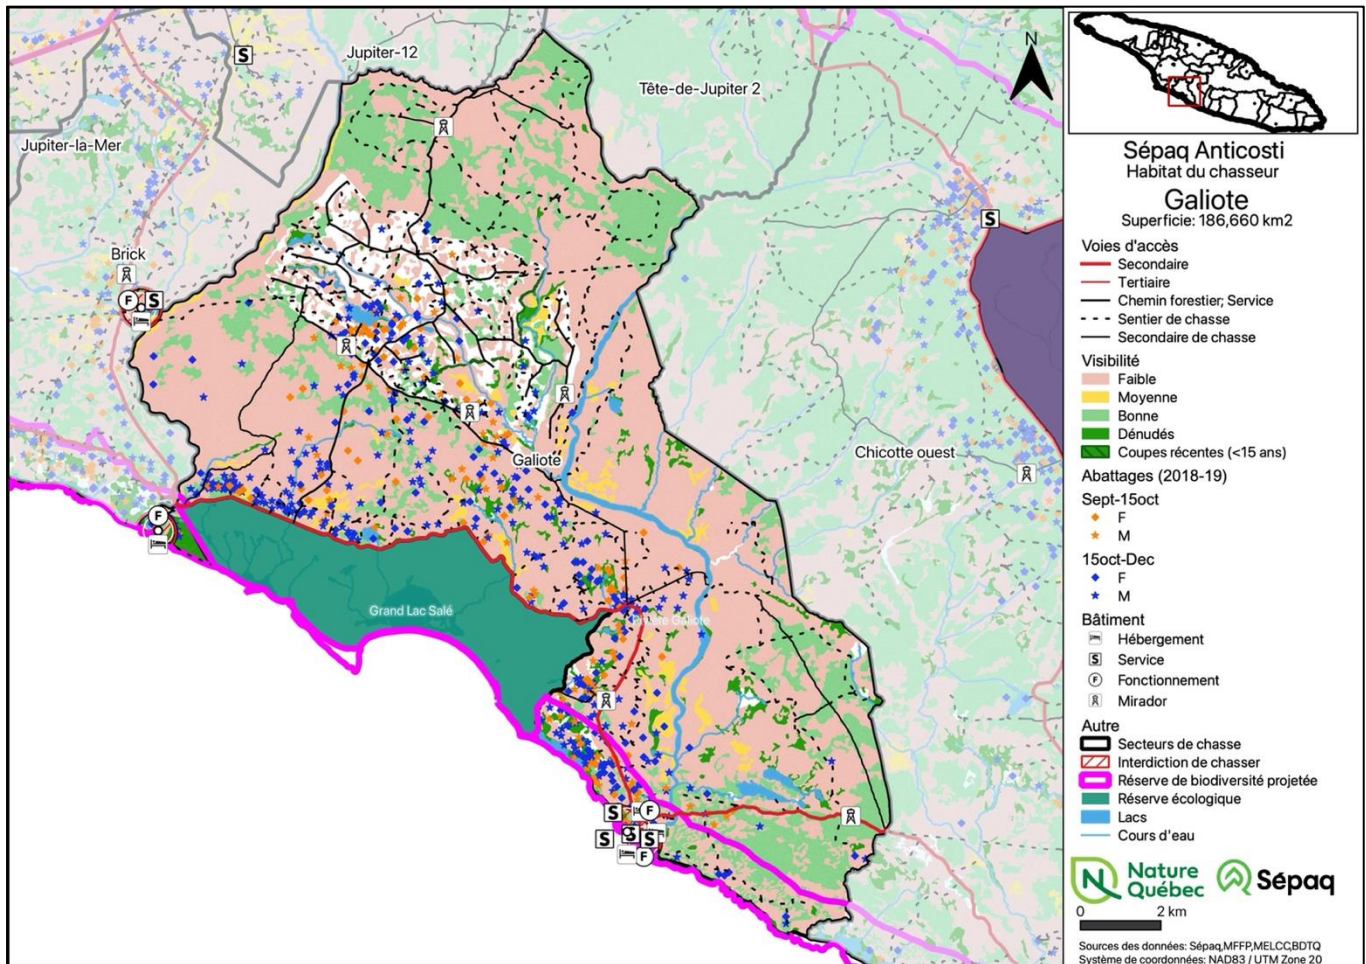 Jupiter-12
Tête-de-Jupiter 2
Jupiter-la-Mer
Brick
Galiote
Chicotte ouest
Grand Lac Salé
Rivière Galiote
N
S
S
F
S
F
S
F
S
S
S
F
Sépaq Anticosti
Habitat du chasseur
Galiote
Superficie: 186,660 km2
Voies d'accès
Secondaire
Tertiaire
Chemin forestier; Service
Sentier de chasse
Secondaire de chasse
Visibilité
Faible
Moyenne
Bonne
Dénudés
Coupes récentes (<15 ans)
Abattages (2018-19)
Sept-15oct
F
M
15oct-Dec
F
M
Bâtiment
Hébergement
S Service
F Fonctionnement
Mirador
Autre
Secteurs de chasse
Interdiction de chasser
Réserve de biodiversité projetée
Réserve écologique
Lacs
Cours d'eau
N Nature
Québec
Sépaq
0 2 km
Sources des données: Sépaq,MFFP,MELCC,BDTQ
Système de coordonnées: NAD83 / UTM Zone 20